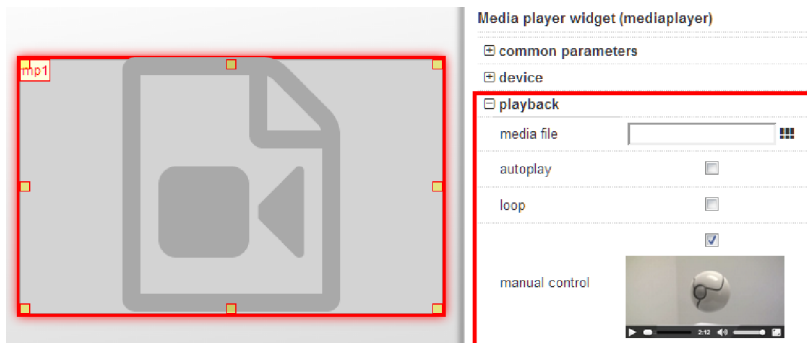 mp1
Media player widget (mediaplayer)
common parameters
device
playback
media file
autoplay
loop
manual control
2:12